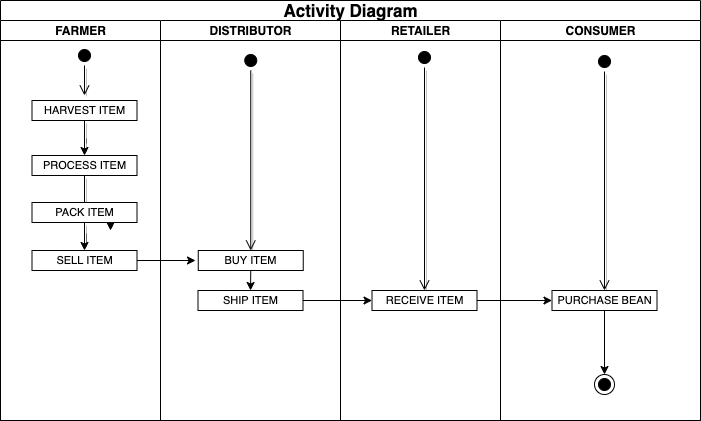 Activity Diagram
FARMER
DISTRIBUTOR
RETAILER
CONSUMER
HARVEST ITEM
PROCESS ITEM
PACK ITEM
SELL ITEM
BUY ITEM
SHIP ITEM
RECEIVE ITEM
PURCHASE BEAN